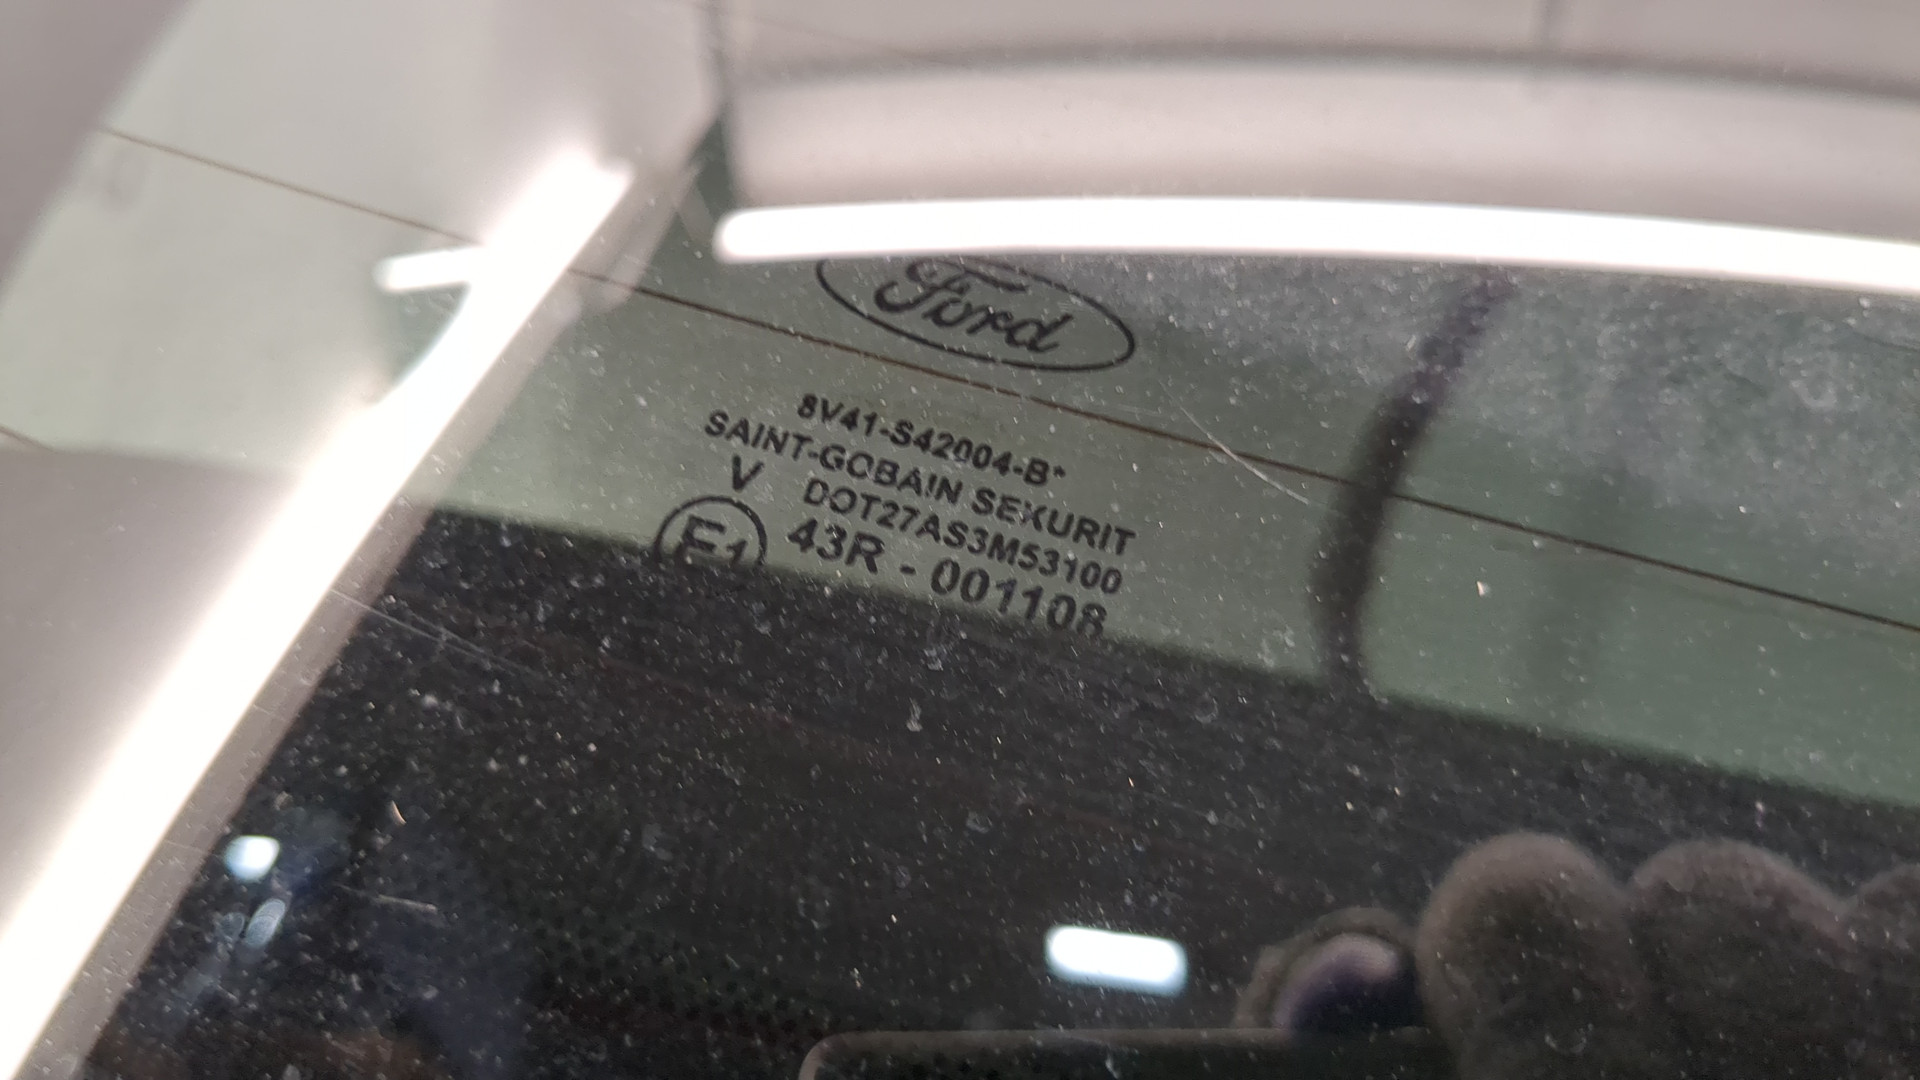 Ford
8V41-S42004-B*
SAINT-GOBAIN SEKURIT
V DOT27AS3M53100
E1 43R - 001108